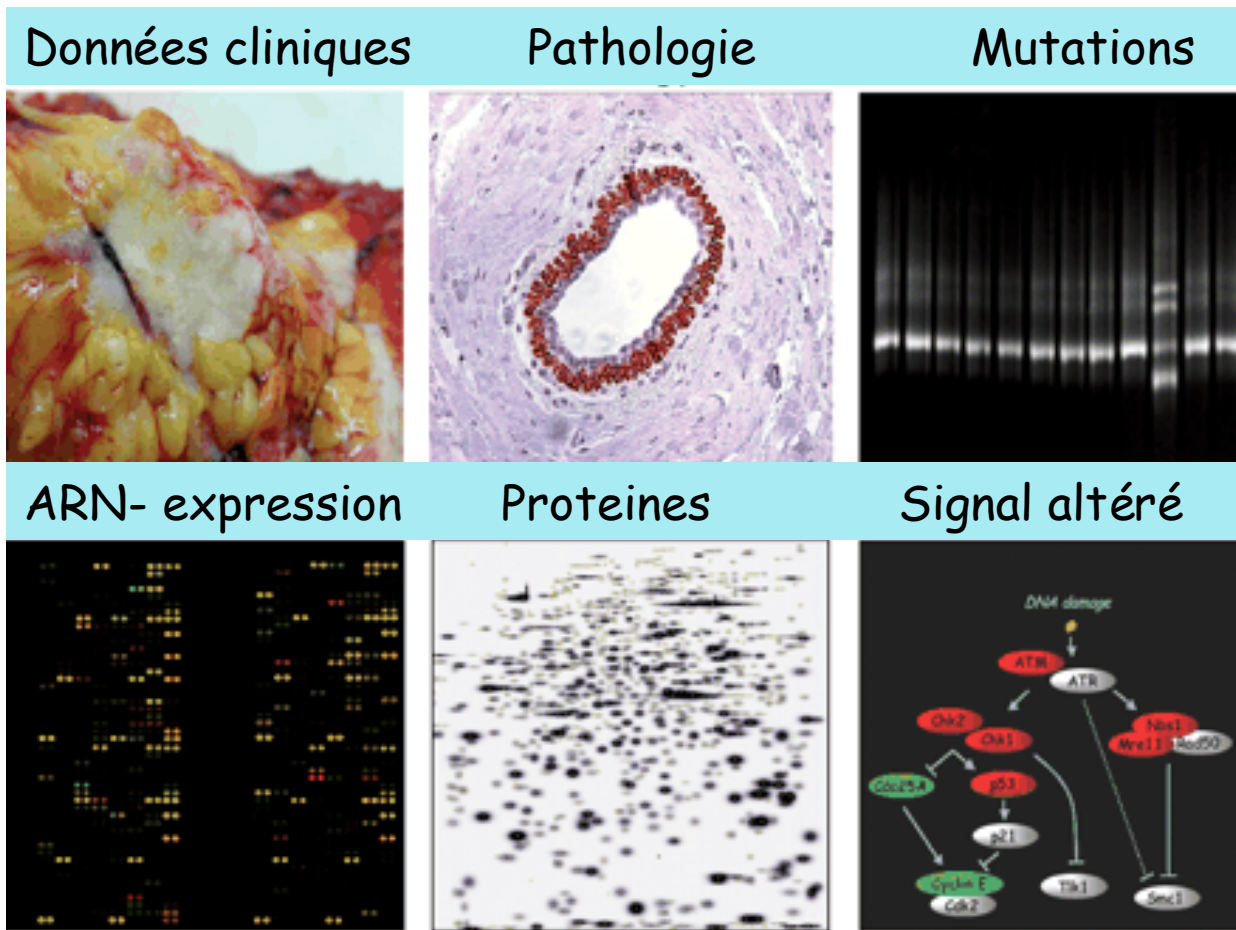 Données cliniques
Pathologie
Mutations
ARN- expression
Proteines
Signal altéré
DNA damage
ATM
ATR
Chk2
Chk1
Nbs1
Mre11
Rad50
Cdc25A
p53
p21
Cyclin E
Cdk2
Tlk1
Smc1